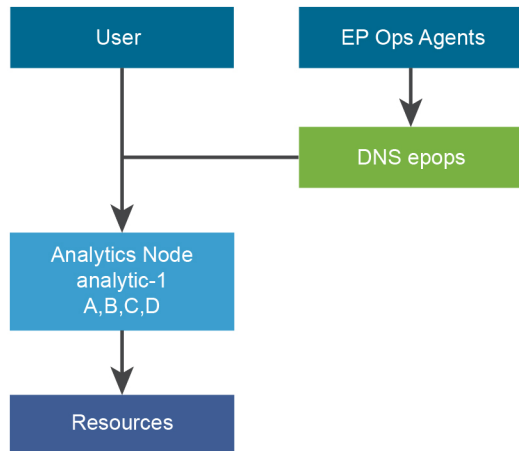 User
EP Ops Agents
DNS epops
Analytics Node
analytic-1
A,B,C,D
Resources